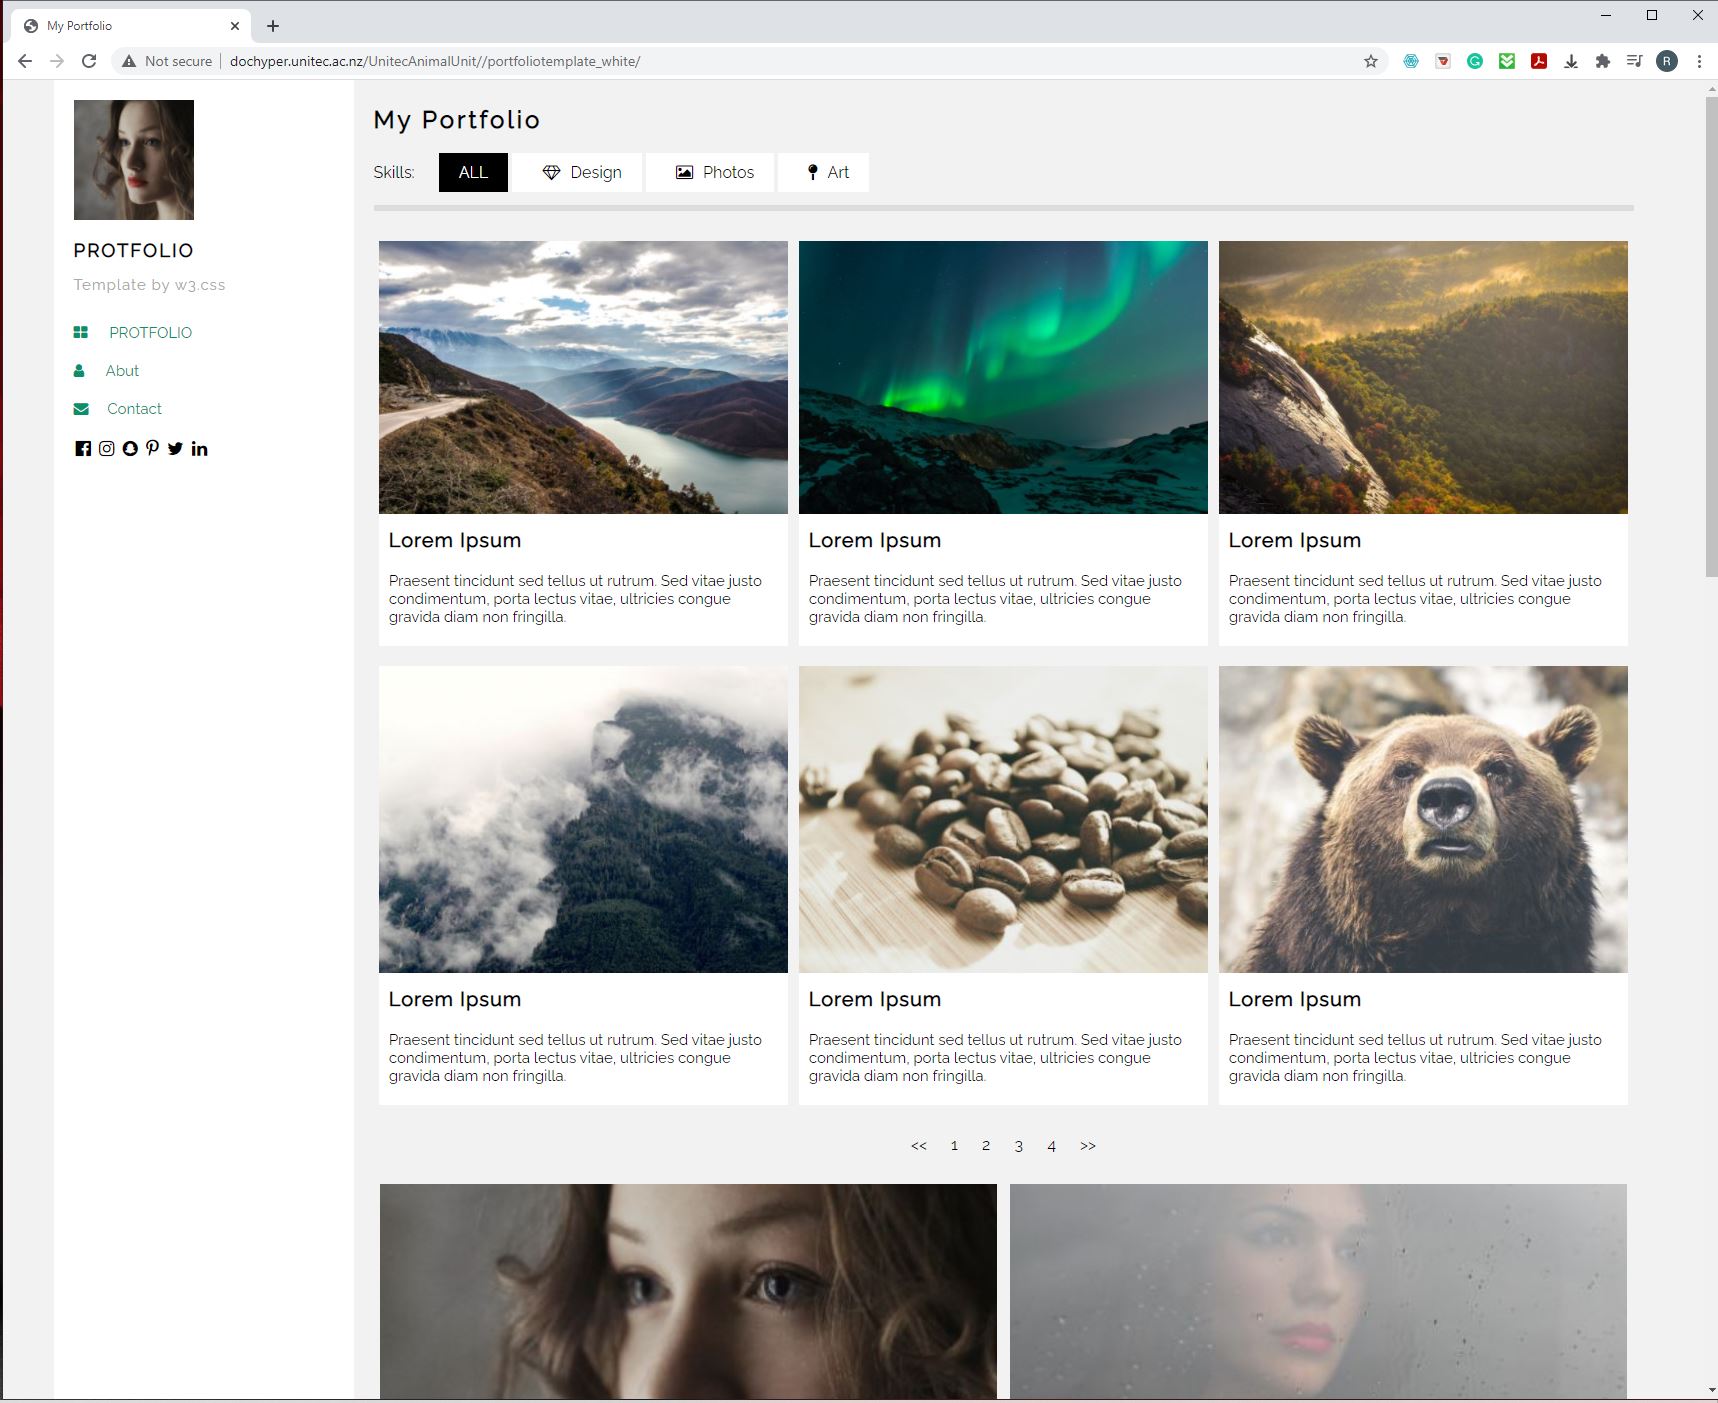 My Portfolio
Not secure
dochyper.unitec.ac.nz/UnitecAnimalUnit//portfoliotemplate_white/
R
PROTFOLIO
Template by w3.css
PROTFOLIO
Abut
Contact
My Portfolio
Skills:
ALL
Design
Photos
Art
Lorem Ipsum
Praesent tincidunt sed tellus ut rutrum. Sed vitae justo
condimentum, porta lectus vitae, ultricies congue
gravida diam non fringilla.
Lorem Ipsum
Praesent tincidunt sed tellus ut rutrum. Sed vitae justo
condimentum, porta lectus vitae, ultricies congue
gravida diam non fringilla.
Lorem Ipsum
Praesent tincidunt sed tellus ut rutrum. Sed vitae justo
condimentum, porta lectus vitae, ultricies congue
gravida diam non fringilla.
Lorem Ipsum
Praesent tincidunt sed tellus ut rutrum. Sed vitae justo
condimentum, porta lectus vitae, ultricies congue
gravida diam non fringilla.
Lorem Ipsum
Praesent tincidunt sed tellus ut rutrum. Sed vitae justo
condimentum, porta lectus vitae, ultricies congue
gravida diam non fringilla.
Lorem Ipsum
Praesent tincidunt sed tellus ut rutrum. Sed vitae justo
condimentum, porta lectus vitae, ultricies congue
gravida diam non fringilla.
<< 1 2 3 4 >>